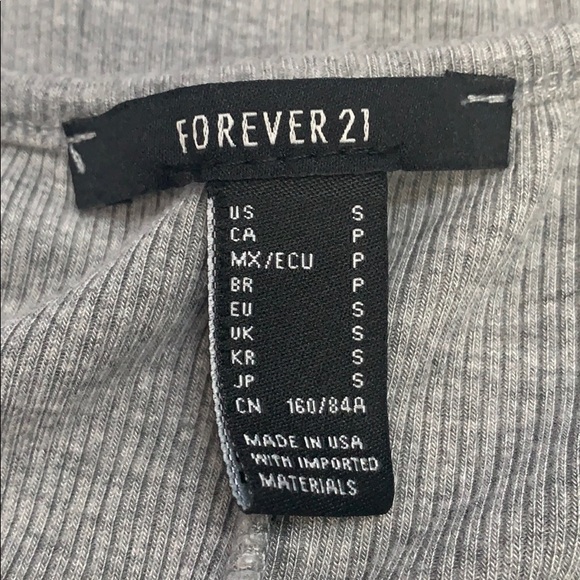 FOREVER 21
US S
CA P
MX/ECU P
BR P
EU S
UK S
KR S
JP S
CN 160/84A
MADE IN USA
WITH IMPORTED
MATERIALS